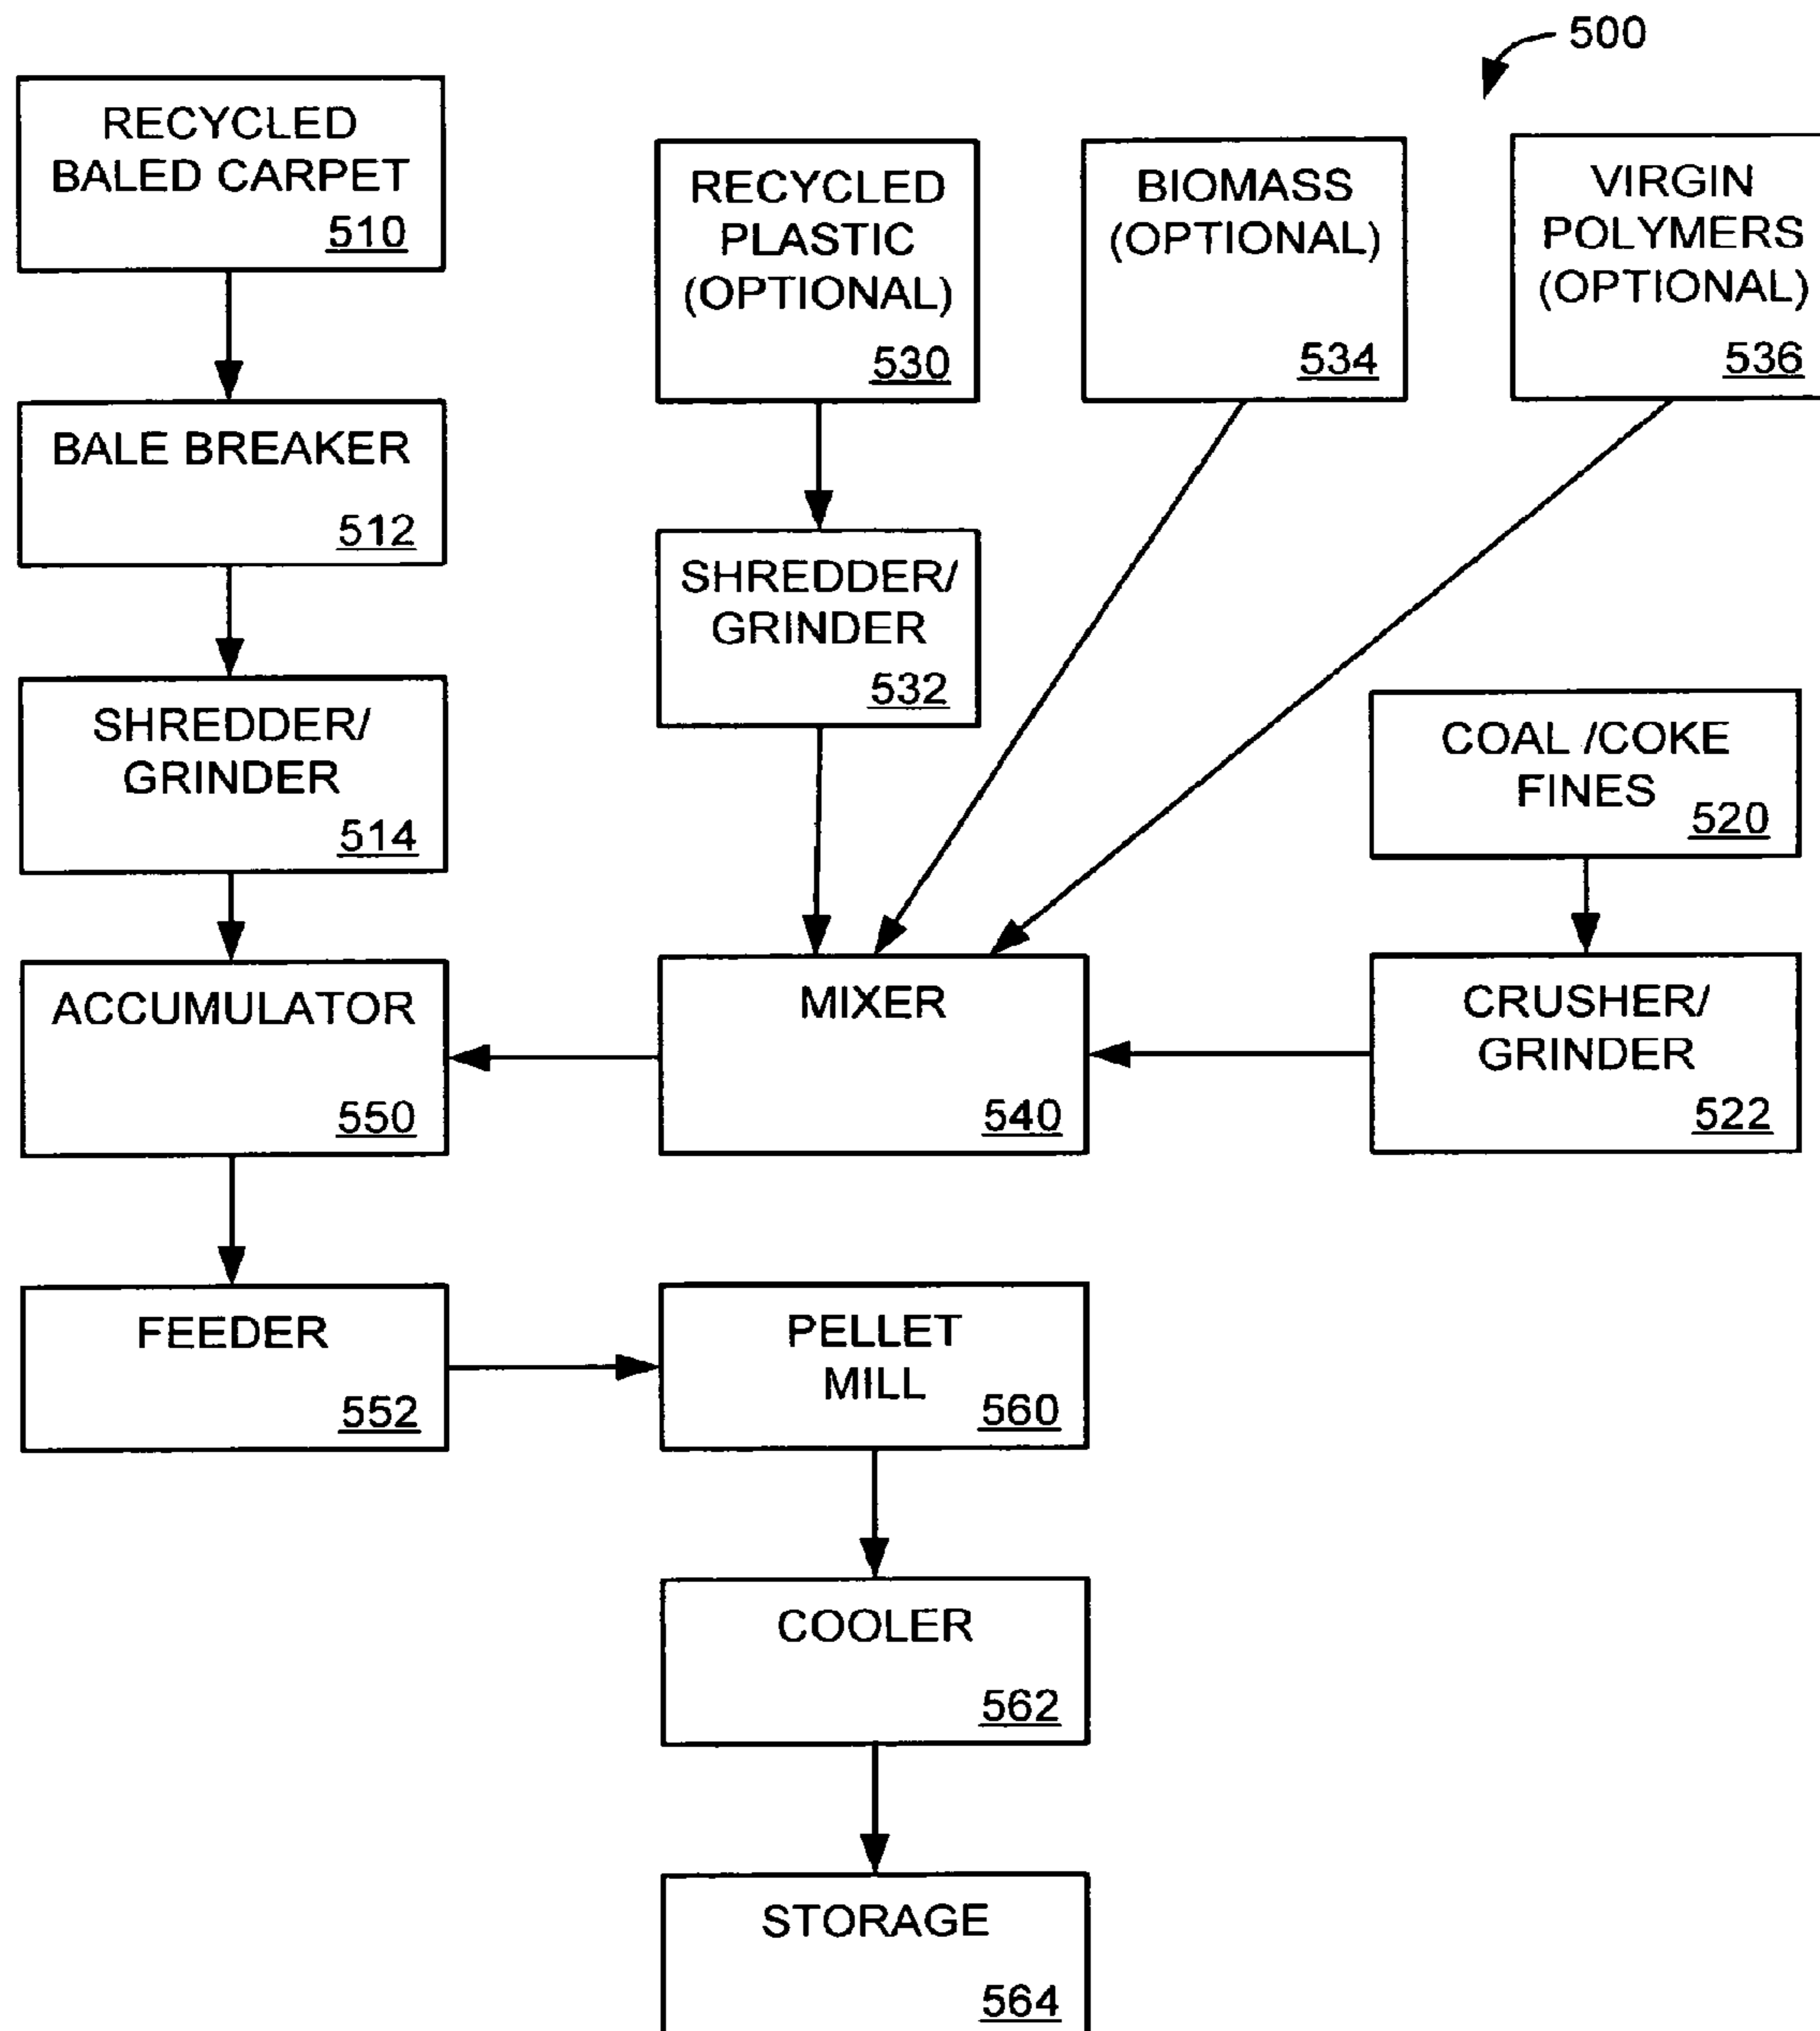 500
RECYCLED
BALED CARPET
510
RECYCLED
PLASTIC
(OPTIONAL)
530
BIOMASS
(OPTIONAL)
534
VIRGIN
POLYMERS
(OPTIONAL)
536
BALE BREAKER
512
SHREDDER/
GRINDER
532
SHREDDER/
GRINDER
514
COAL /COKE
FINES
520
ACCUMULATOR
550
MIXER
540
CRUSHER/
GRINDER
522
FEEDER
552
PELLET
MILL
560
COOLER
562
STORAGE
564